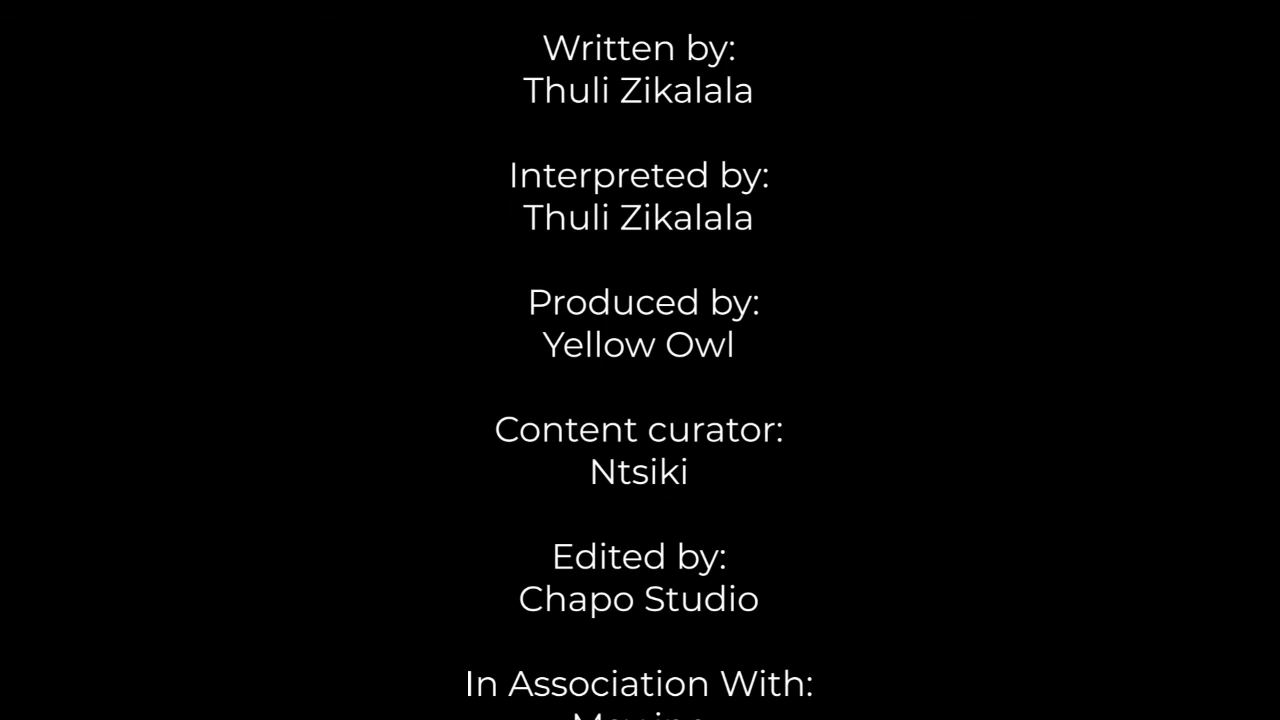 Written by:
Thuli Zikalala
Interpreted by:
Thuli Zikalala
Produced by:
Yellow Owl
Content curator:
Ntsiki
Edited by:
Chapo Studio
In Association With: